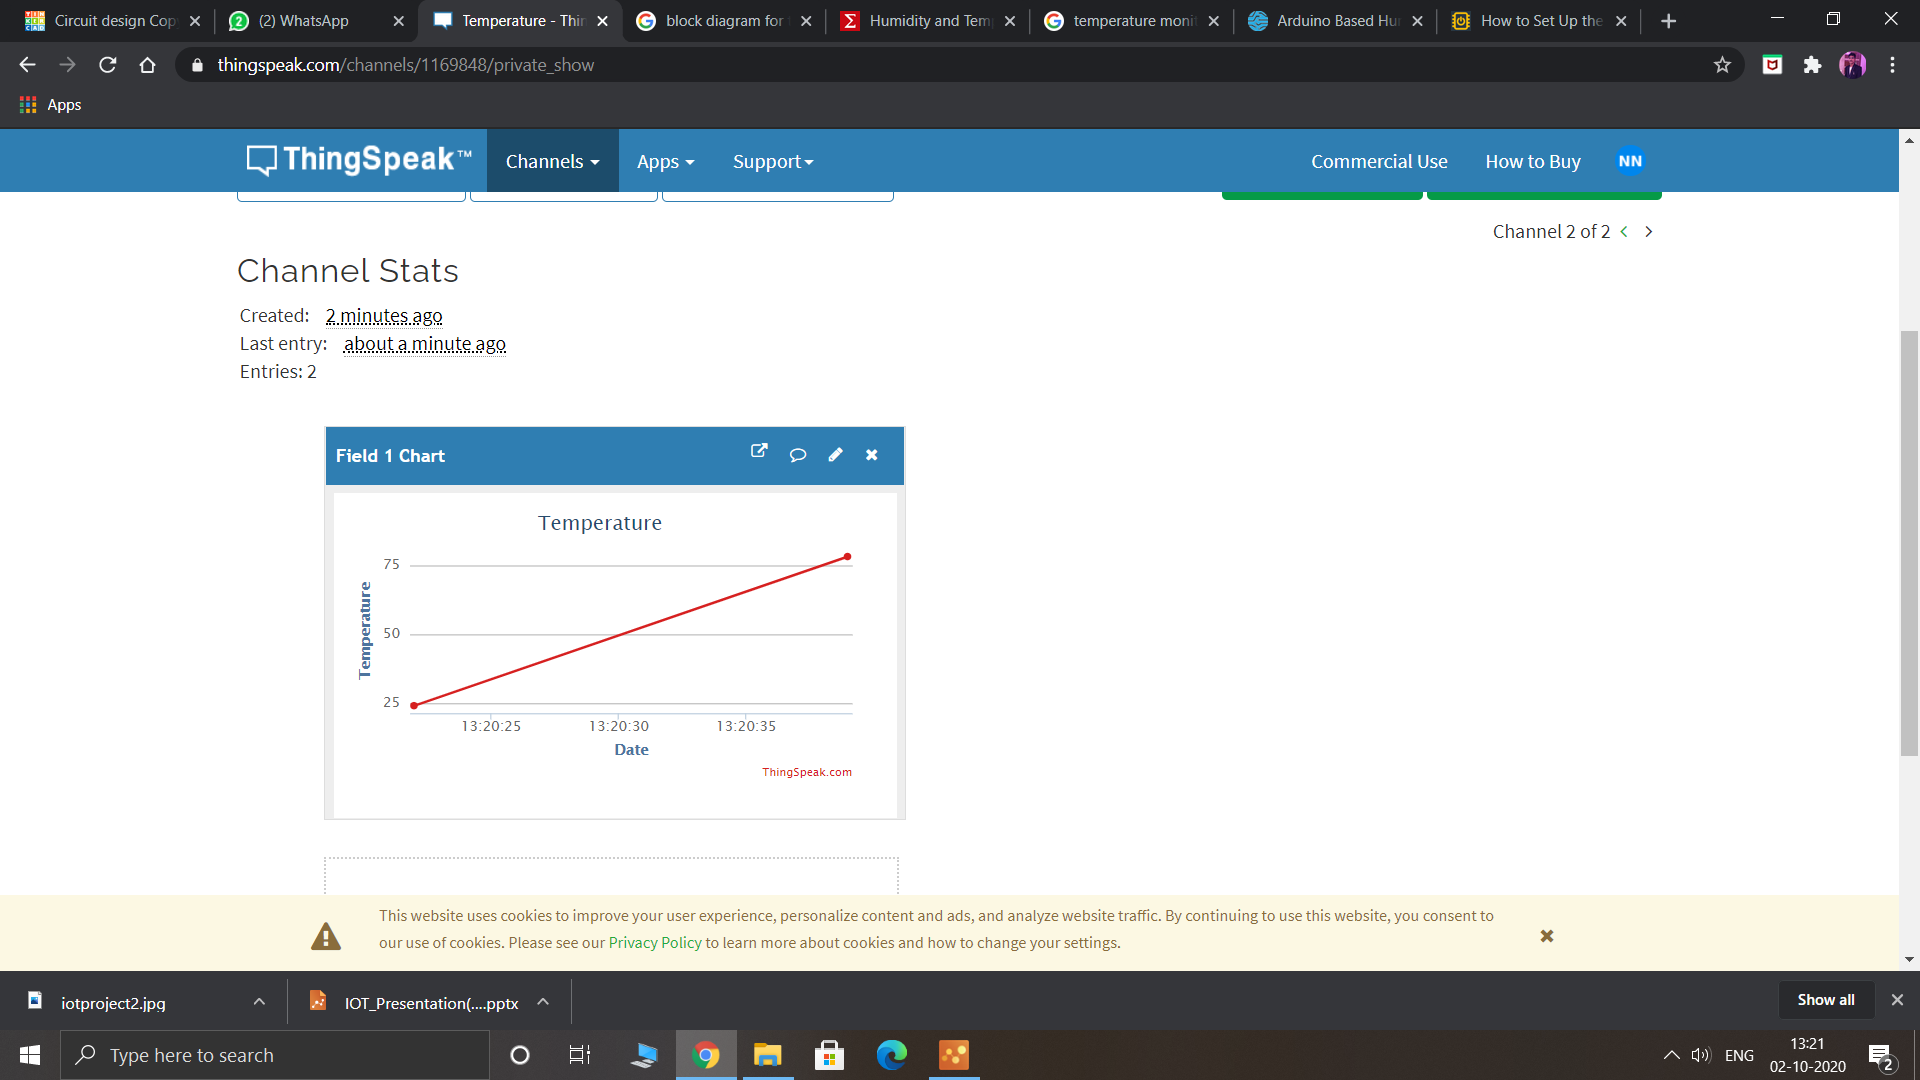 Circuit design Cop
(2) WhatsApp
Temperature - Thin
block diagram for
Humidity and Tem
temperature moni
Arduino Based Hu
How to Set Up the
thingspeak.com/channels/1169848/private_show
Apps
ThingSpeak™
Channels
Apps
Support
Commercial Use
How to Buy
NN
Channel 2 of 2
Channel Stats
Created: 2 minutes ago
Last entry: about a minute ago
Entries: 2
Field 1 Chart
Temperature
75
50
25
Temperature
13:20:25
13:20:30
13:20:35
Date
ThingSpeak.com
This website uses cookies to improve your user experience, personalize content and ads, and analyze website traffic. By continuing to use this website, you consent to
our use of cookies. Please see our Privacy Policy to learn more about cookies and how to change your settings.
iotproject2.jpg
IOT_Presentation(....pptx
Show all
Type here to search
ENG
13:21
02-10-2020
2